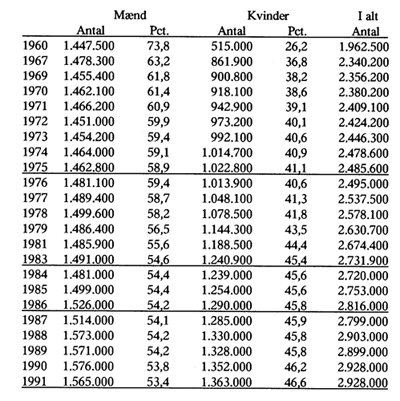 Mænd Kvinder I alt
Antal Pct. Antal Pct. Antal
1960 1.447.500 73,8 515.000 26,2 1.962.500
1967 1.478.300 63,2 861.900 36,8 2.340.200
1969 1.455.400 61,8 900.800 38,2 2.356.200
1970 1.462.100 61,4 918.100 38,6 2.380.200
1971 1.466.200 60,9 942.900 39,1 2.409.100
1972 1.451.000 59,9 973.200 40,1 2.424.200
1973 1.454.200 59,4 992.100 40,6 2.446.300
1974 1.464.000 59,1 1.014.700 40,9 2.478.600
1975 1.462.800 58,9 1.022.800 41,1 2.485.600
1976 1.481.100 59,4 1.013.900 40,6 2.495.000
1977 1.489.400 58,7 1.048.100 41,3 2.537.500
1978 1.499.600 58,2 1.078.500 41,8 2.578.100
1979 1.486.400 56,5 1.144.300 43,5 2.630.700
1981 1.485.900 55,6 1.188.500 44,4 2.674.400
1983 1.491.000 54,6 1.240.900 45,4 2.731.900
1984 1.481.000 54,4 1.239.000 45,6 2.720.000
1985 1.499.000 54,4 1.254.000 45,6 2.753.000
1986 1.526.000 54,2 1.290.000 45,8 2.816.000
1987 1.514.000 54,1 1.285.000 45,9 2.799.000
1988 1.573.000 54,2 1.330.000 45,8 2.903.000
1989 1.571.000 54,2 1.328.000 45,8 2.899.000
1990 1.576.000 53,8 1.352.000 46,2 2.928.000
1991 1.565.000 53,4 1.363.000 46,6 2.928.000